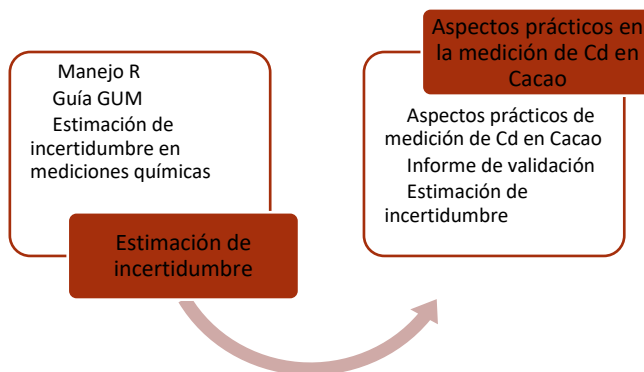 Manejo R
Guía GUM
Estimación de
incertidumbre en
mediciones químicas
Estimación de
incertidumbre
Aspectos prácticos en
la medición de Cd en
Cacao
Aspectos prácticos de
medición de Cd en Cacao
Informe de validación
Estimación de
incertidumbre